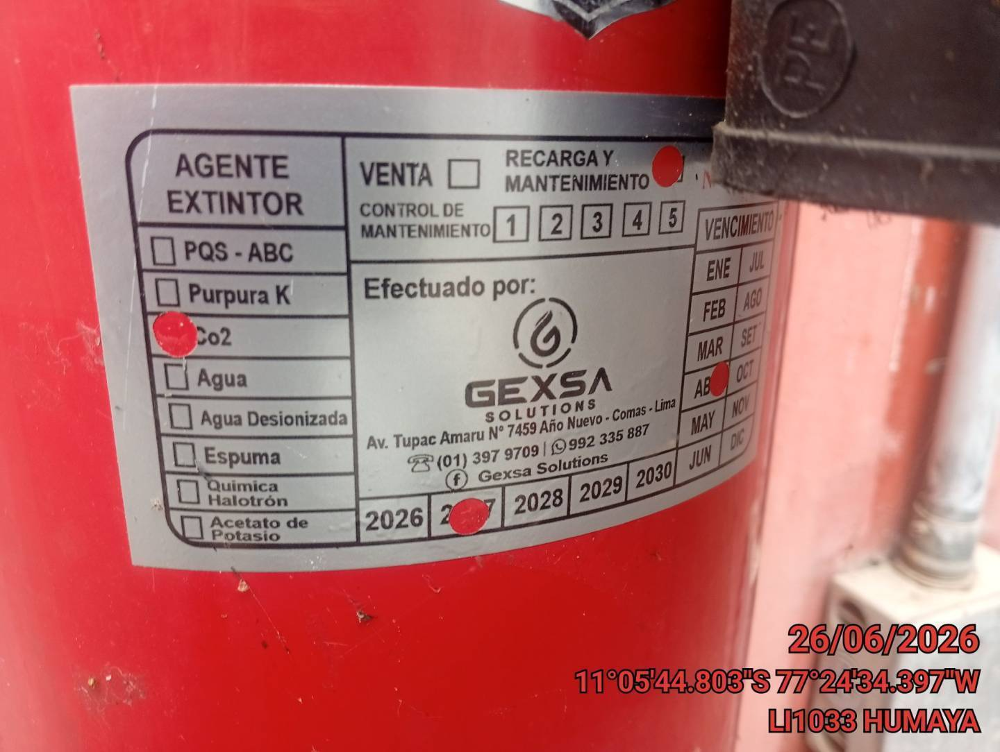 PE
AGENTE
EXTINTOR
PQS - ABC
Purpura K
Co2
Agua
Agua Desionizada
Espuma
Quimica
Halotrón
Acetato de
Potasio
VENTA
RECARGA Y
MANTENIMIENTO
CONTROL DE
MANTENIMIENTO
1 2 3 4 5
Efectuado por:
GEXSA
SOLUTIONS
Av. Tupac Amaru N° 7459 Año Nuevo - Comas - Lima
(01) 397 9709 | 992 335 887
Gexsa Solutions
2026 2028 2029 2030
VENCIMIENTO
ENE JUL
FEB AGO
MAR SET
AB OCT
MAY NOV
JUN DIC
26/06/2026
11°05'44.803"S 77°24'34.397"W
LI1033 HUMAYA